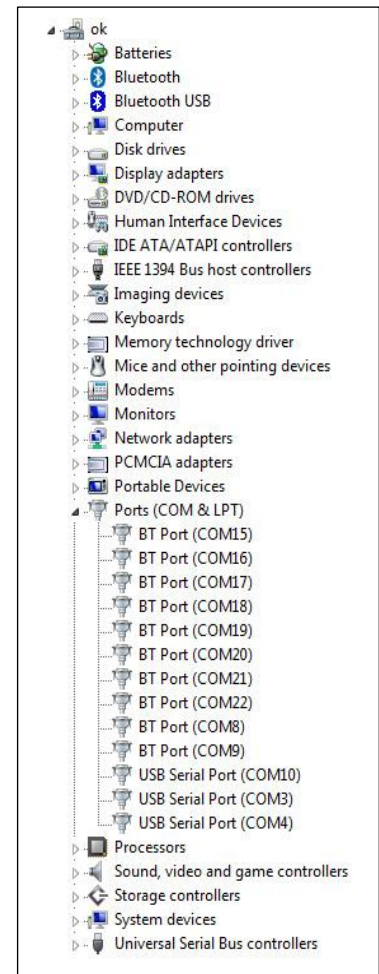 ok
Batteries
Bluetooth
Bluetooth USB
Computer
Disk drives
Display adapters
DVD/CD-ROM drives
Human Interface Devices
IDE ATA/ATAPI controllers
IEEE 1394 Bus host controllers
Imaging devices
Keyboards
Memory technology driver
Mice and other pointing devices
Modems
Monitors
Network adapters
PCMCIA adapters
Portable Devices
Ports (COM & LPT)
BT Port (COM15)
BT Port (COM16)
BT Port (COM17)
BT Port (COM18)
BT Port (COM19)
BT Port (COM20)
BT Port (COM21)
BT Port (COM22)
BT Port (COM8)
BT Port (COM9)
USB Serial Port (COM10)
USB Serial Port (COM3)
USB Serial Port (COM4)
Processors
Sound, video and game controllers
Storage controllers
System devices
Universal Serial Bus controllers